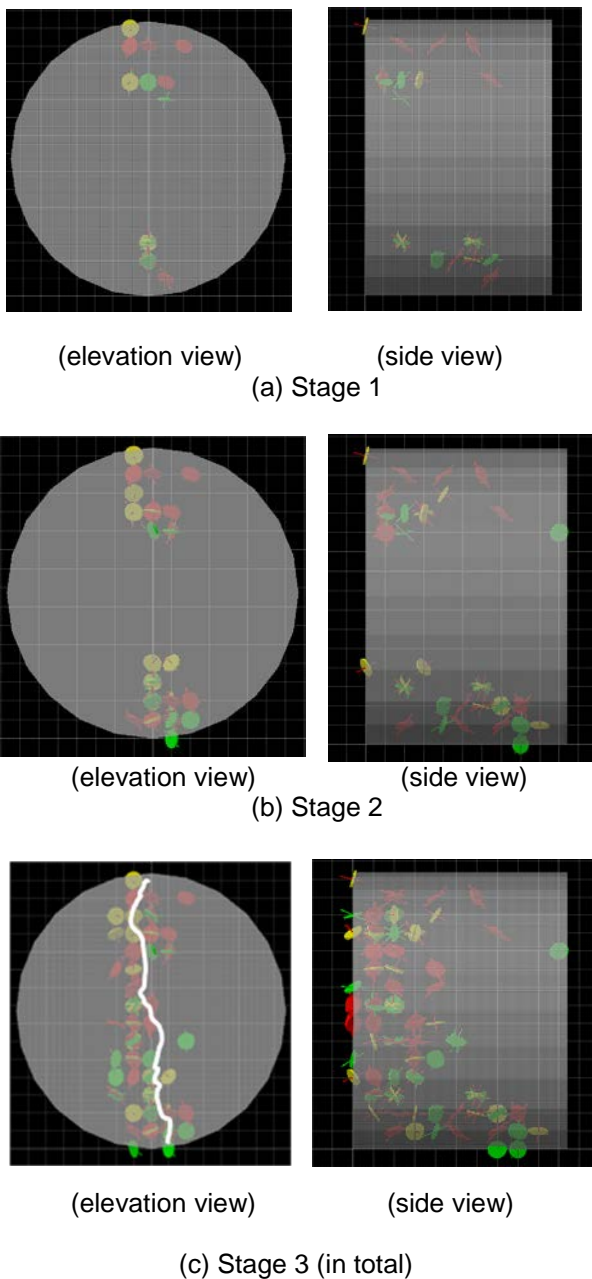 (elevation view) (side view)
(a) Stage 1
(elevation view) (side view)
(b) Stage 2
(elevation view) (side view)
(c) Stage 3 (in total)